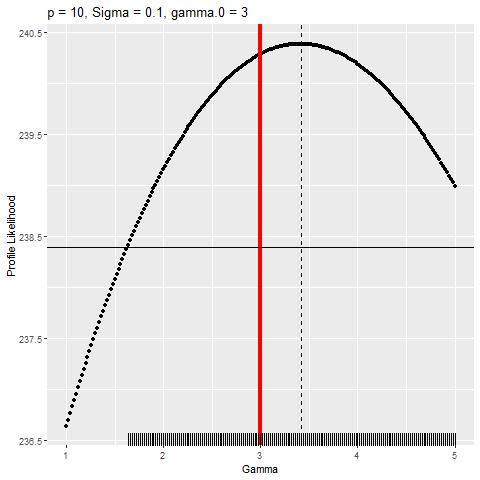 p = 10, Sigma = 0.1, gamma.0 = 3
240.5
239.5
238.5
237.5
236.5
Profile Likelihood
1 2 3 4 5
Gamma